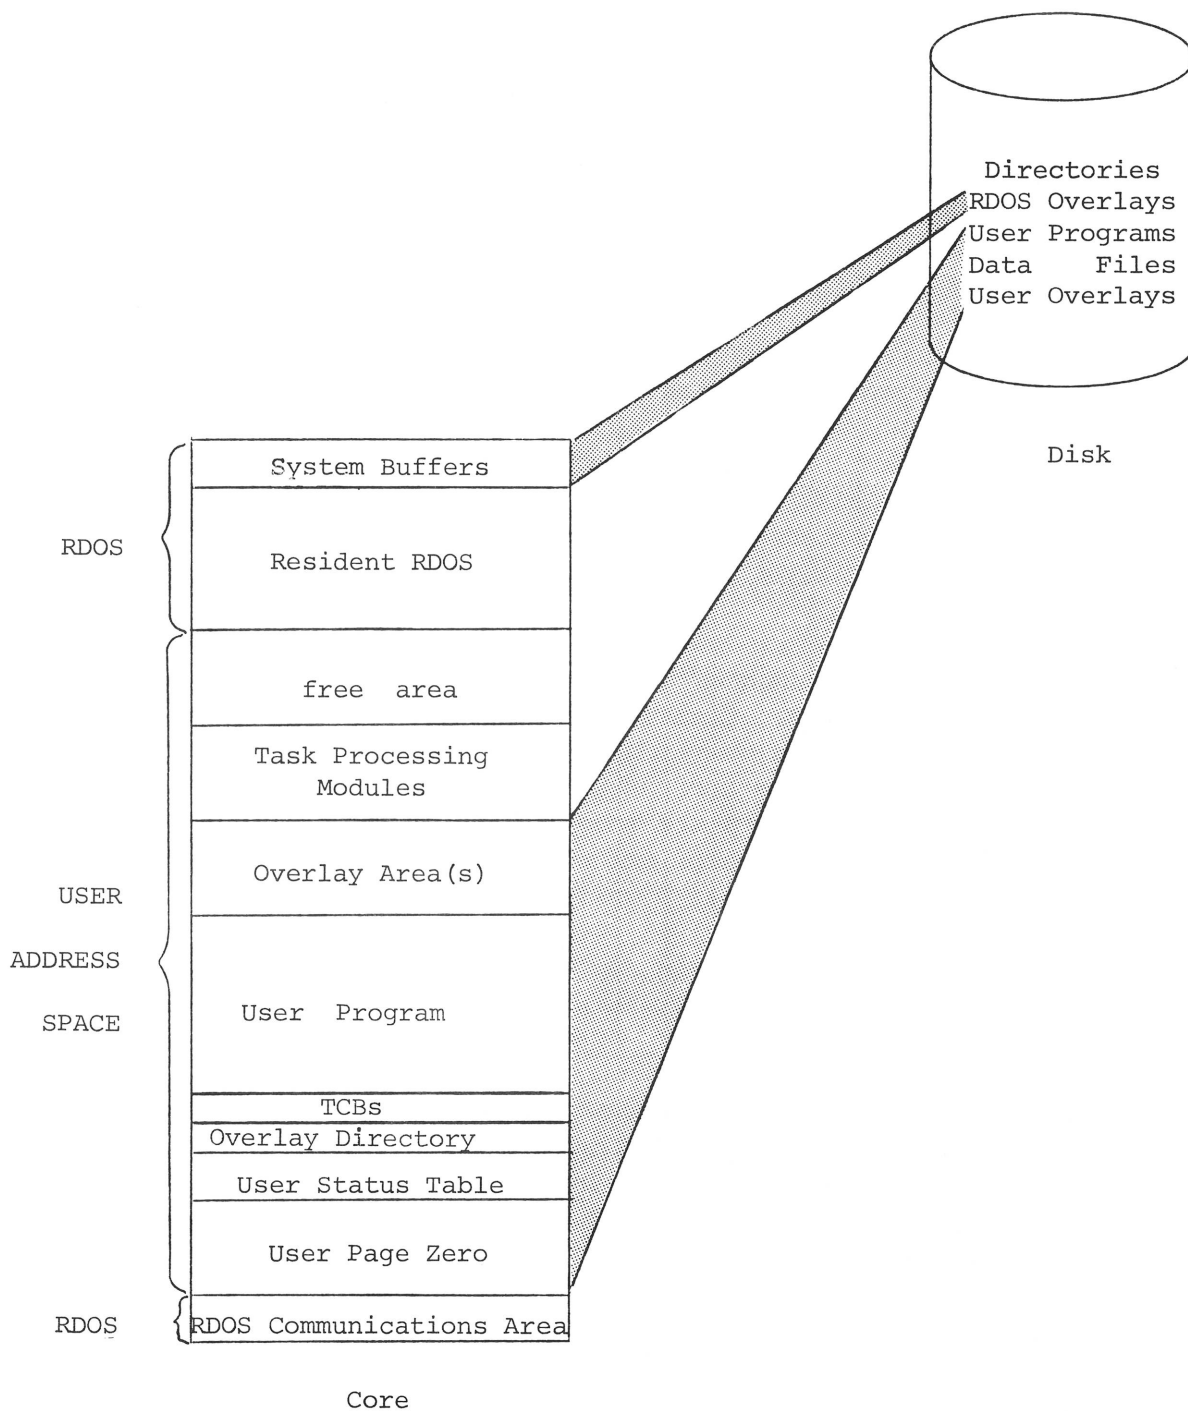 Directories
RDOS Overlays
User Programs
Data Files
User Overlays
Disk
System Buffers
RDOS
Resident RDOS
free area
Task Processing
Modules
Overlay Area(s)
USER
ADDRESS
SPACE
User Program
TCBs
Overlay Directory
User Status Table
User Page Zero
RDOS
RDOS Communications Area
Core